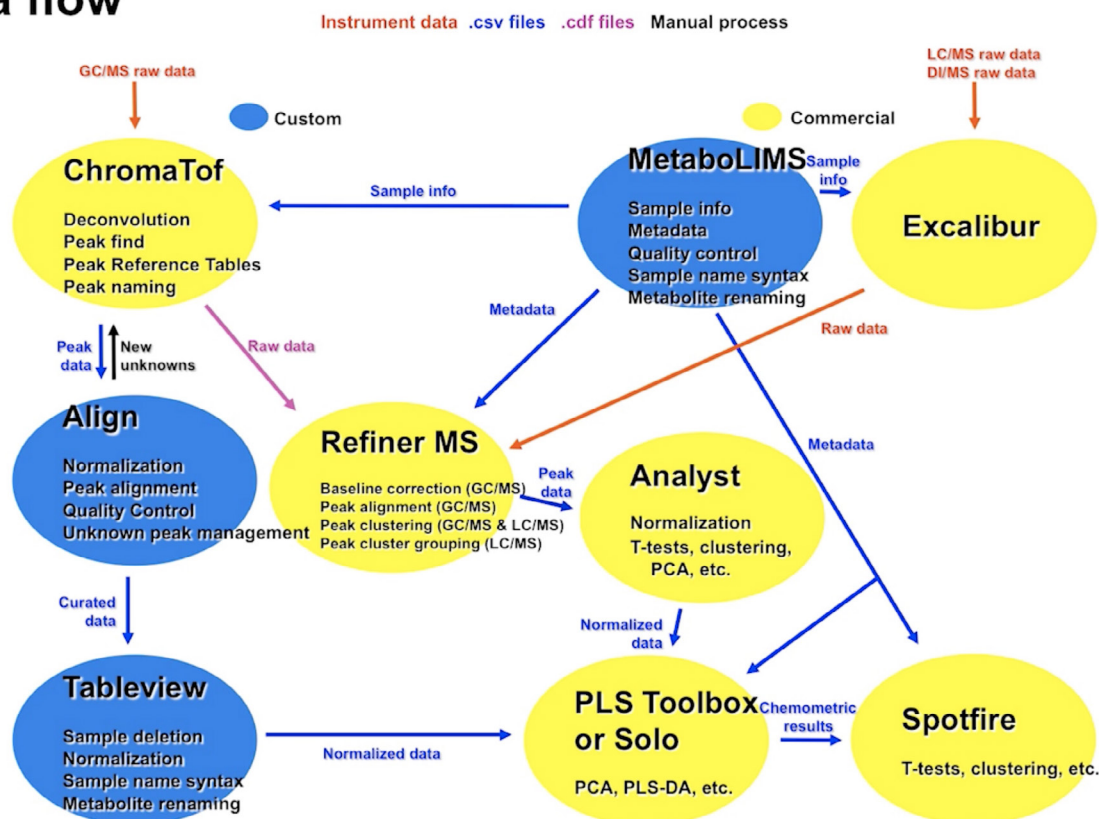 flow
Instrument data .csv files .cdf files Manual process
GC/MS raw data
LC/MS raw data
DI/MS raw data
Custom
Commercial
ChromaTof
Deconvolution
Peak find
Peak Reference Tables
Peak naming
Sample info
MetaboLIMS
Sample info
Metadata
Quality control
Sample name syntax
Metabolite renaming
Sample
info
Excalibur
Peak
data
New
unknowns
Raw data
Metadata
Raw data
Metadata
Align
Normalization
Peak alignment
Quality Control
Unknown peak management
Refiner MS
Baseline correction (GC/MS)
Peak alignment (GC/MS)
Peak clustering (GC/MS & LC/MS)
Peak cluster grouping (LC/MS)
Peak
data
Analyst
Normalization
T-tests, clustering,
PCA, etc.
Curated
data
Normalized
data
Tableview
Sample deletion
Normalization
Sample name syntax
Metabolite renaming
Normalized data
PLS Toolbox
or Solo
PCA, PLS-DA, etc.
Chemometric
results
Spotfire
T-tests, clustering, etc.